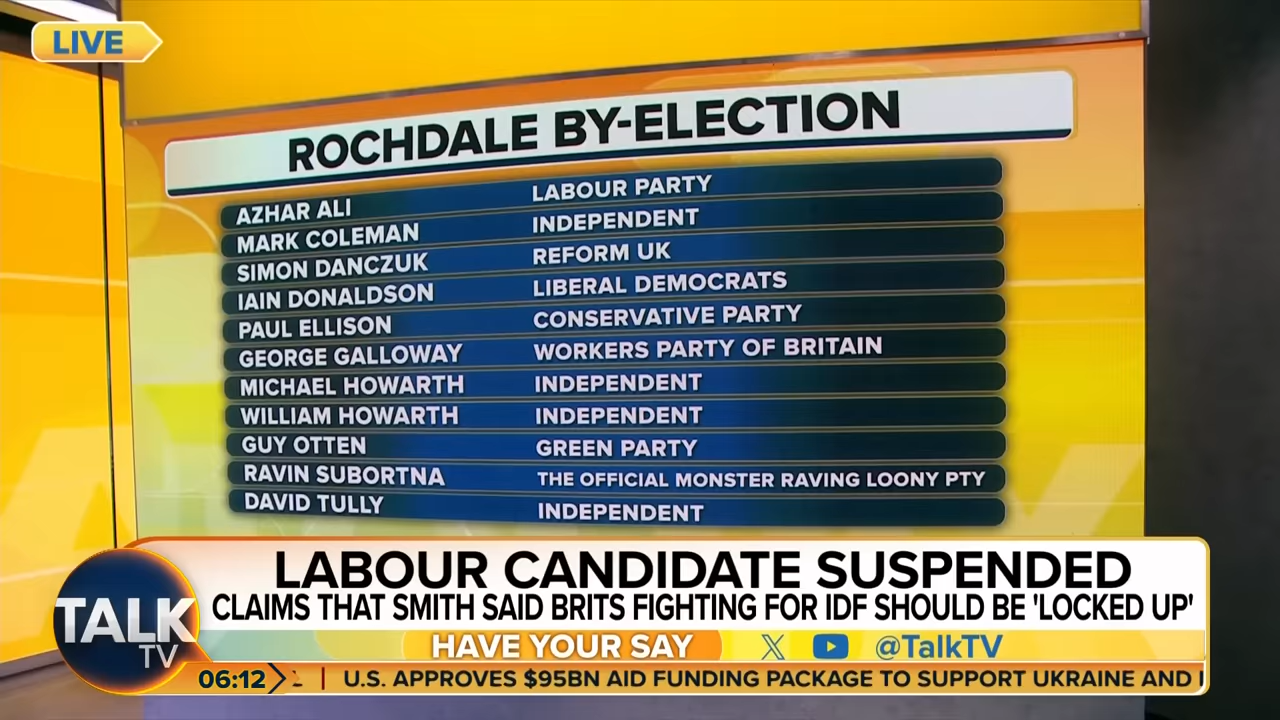 LIVE
ROCHDALE BY-ELECTION
AZHAR ALI LABOUR PARTY
MARK COLEMAN INDEPENDENT
SIMON DANCZUK REFORM UK
IAIN DONALDSON LIBERAL DEMOCRATS
PAUL ELLISON CONSERVATIVE PARTY
GEORGE GALLOWAY WORKERS PARTY OF BRITAIN
MICHAEL HOWARTH INDEPENDENT
WILLIAM HOWARTH INDEPENDENT
GUY OTTEN GREEN PARTY
RAVIN SUBORTNA THE OFFICIAL MONSTER RAVING LOONY PTY
DAVID TULLY INDEPENDENT
LABOUR CANDIDATE SUSPENDED
CLAIMS THAT SMITH SAID BRITS FIGHTING FOR IDF SHOULD BE 'LOCKED UP'
TALK
TV
HAVE YOUR SAY X @TalkTV
06:12 U.S. APPROVES $95BN AID FUNDING PACKAGE TO SUPPORT UKRAINE AND